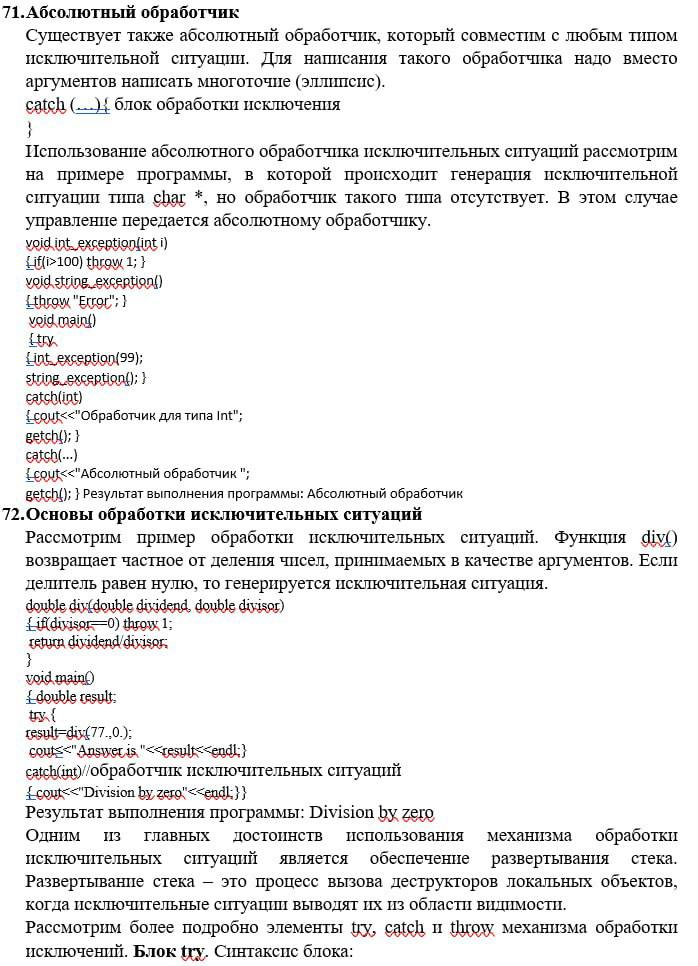 71.Абсолютный обработчик
Существует также абсолютный обработчик, который совместим с любым типом
исключительной ситуации. Для написания такого обработчика надо вместо
аргументов написать многоточие (эллипсис).
catch (…){ блок обработки исключения
}
Использование абсолютного обработчика исключительных ситуаций рассмотрим
на примере программы, в которой происходит генерация исключительной
ситуации типа char *, но обработчик такого типа отсутствует. В этом случае
управление передается абсолютному обработчику.
void int_exception(int i)
{ if(i>100) throw 1; }
void string_exception()
{ throw "Error"; }
void main()
{ try
{ int_exception(99);
string_exception(); }
catch(int)
{ cout<<"Обработчик для типа Int";
getch(); }
catch(...)
{ cout<<"Абсолютный обработчик ";
getch(); } Результат выполнения программы: Абсолютный обработчик
72.Основы обработки исключительных ситуаций
Рассмотрим пример обработки исключительных ситуаций. Функция div()
возвращает частное от деления чисел, принимаемых в качестве аргументов. Если
делитель равен нулю, то генерируется исключительная ситуация.
double div(double dividend, double divisor)
{ if(divisor==0) throw 1;
return dividend/divisor;
}
void main()
{ double result;
try {
result=div(77.,0.);
cout<<"Answer is "<<result<<endl;}
catch(int)//обработчик исключительных ситуаций
{ cout<<"Division by zero"<<endl;}}
Результат выполнения программы: Division by zero
Одним из главных достоинств использования механизма обработки
исключительных ситуаций является обеспечение развертывания стека.
Развертывание стека – это процесс вызова деструкторов локальных объектов,
когда исключительные ситуации выводят их из области видимости.
Рассмотрим более подробно элементы try, catch и throw механизма обработки
исключений. Блок try. Синтаксис блока: